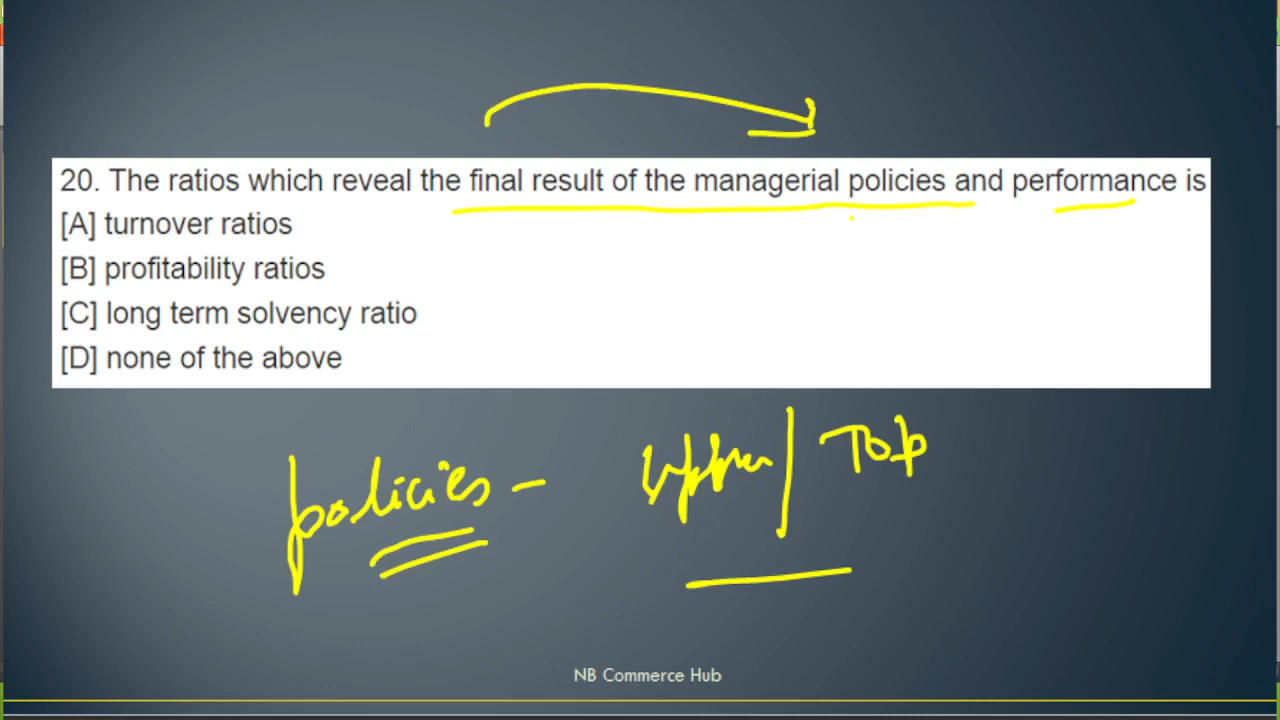 20. The ratios which reveal the final result of the managerial policies and performance is
[A] turnover ratios
[B] profitability ratios
[C] long term solvency ratio
[D] none of the above
policies - upper / Top
NB Commerce Hub